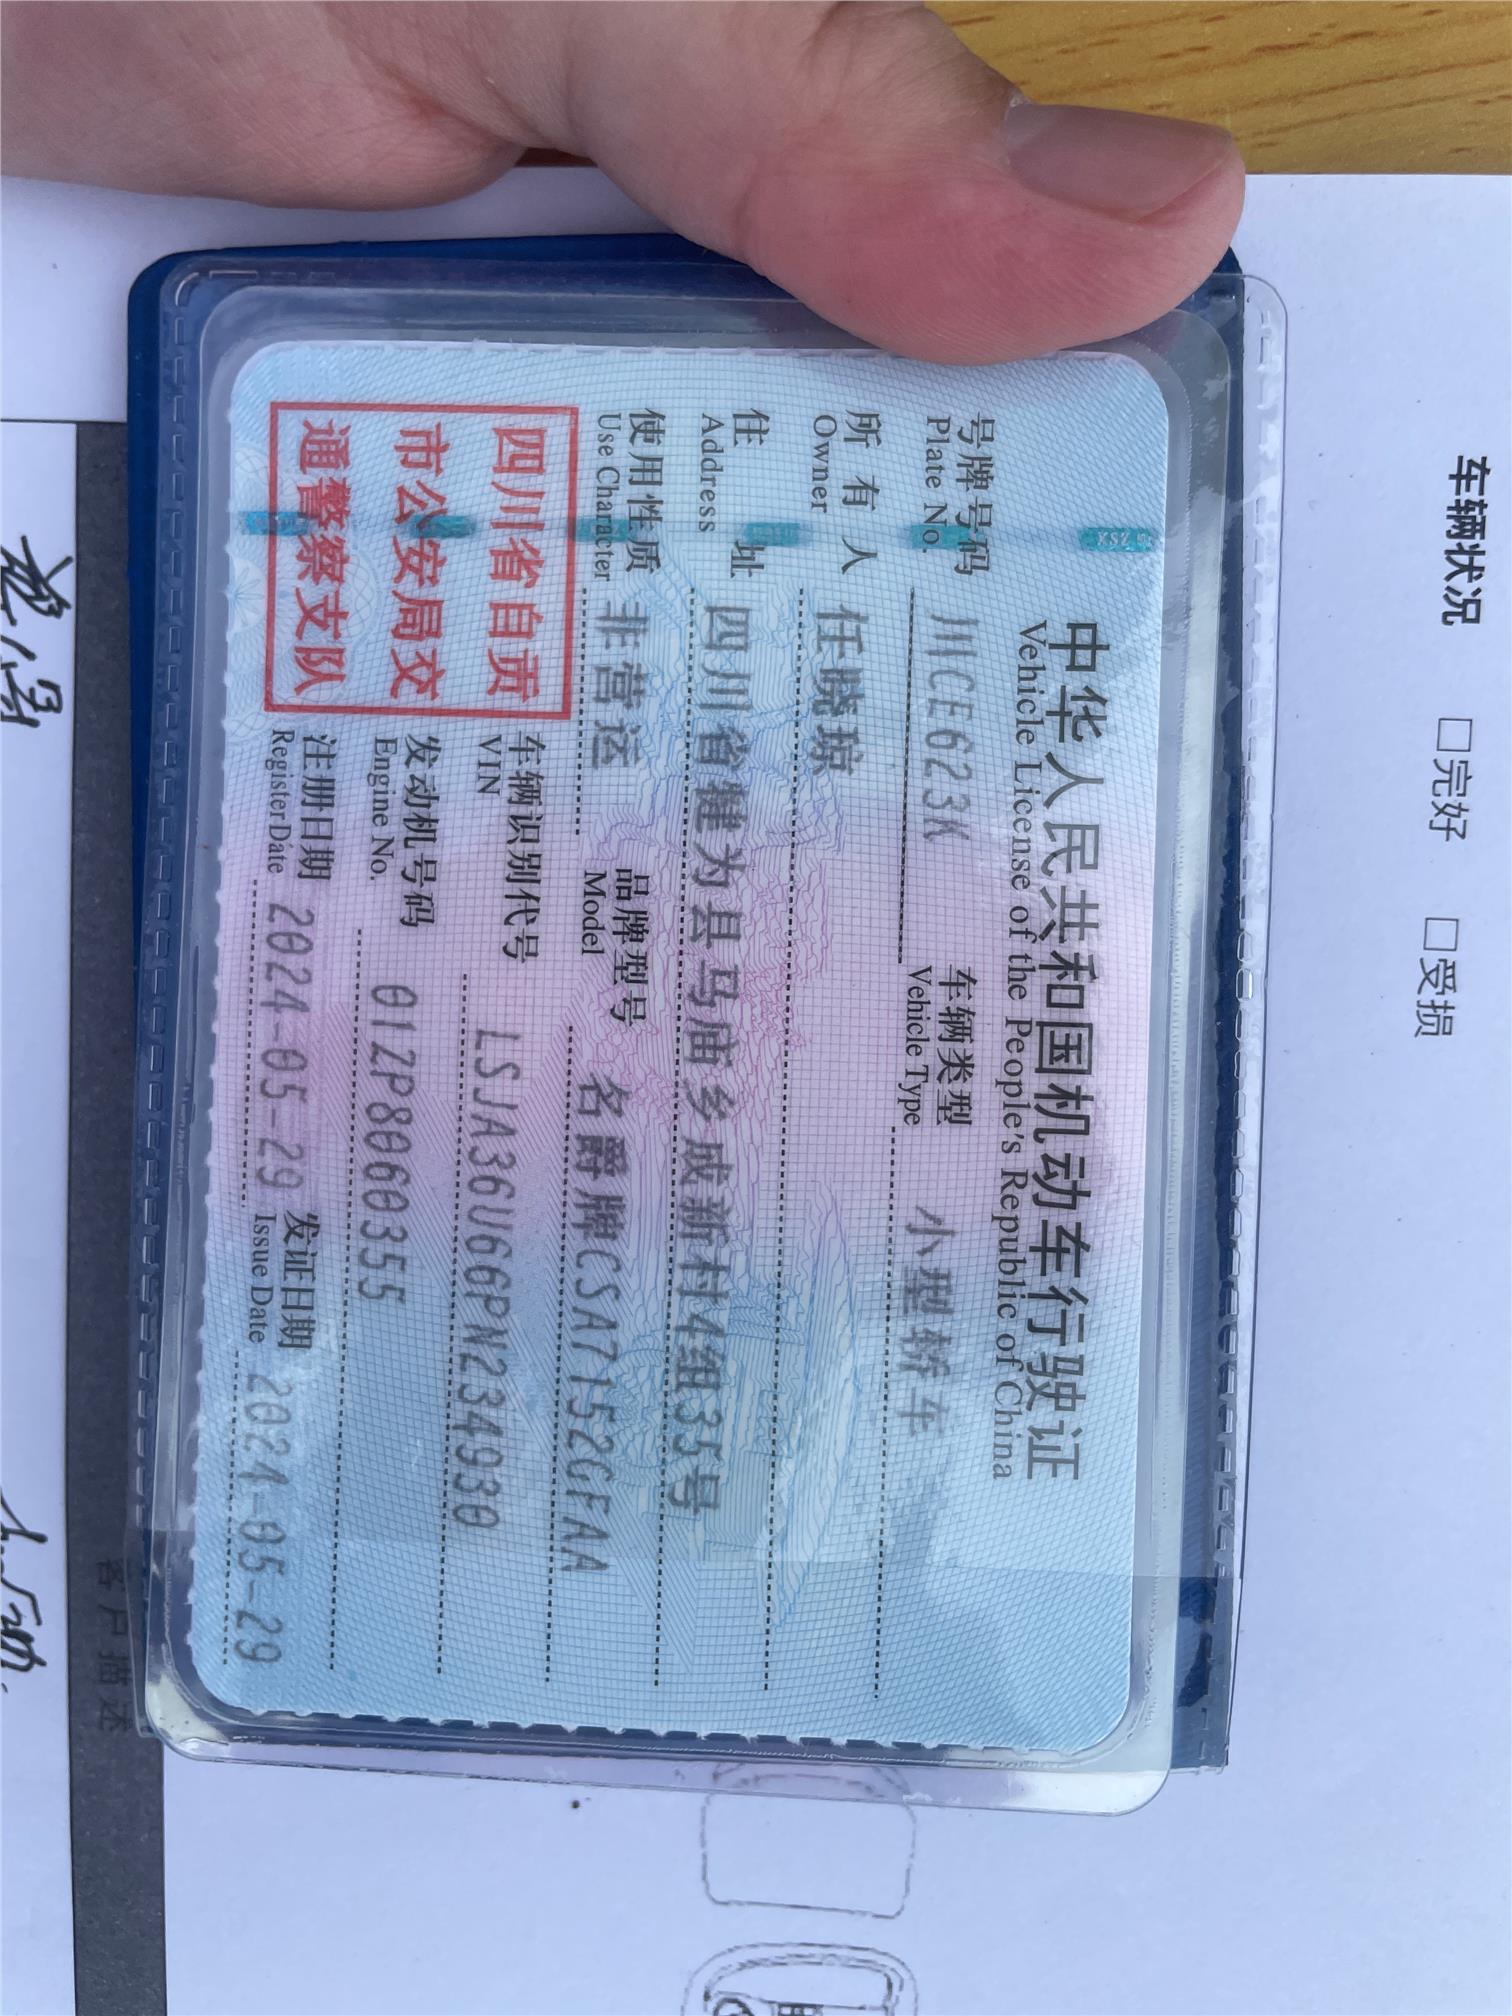 中华人民共和国机动车行驶证
Vehicle License of the People's Republic of China
号牌号码
Plate No.
川CE623K
车辆类型
Vehicle Type
小型轿车
所有人
Owner
任晓琼
住址
Address
四川省犍为县马庙乡成新村4组35号
使用性质
Use Character
非营运
品牌型号
Model
名爵牌CSA7152GFAA
四川省自贡
市公安局交
通警察支队
车辆识别代号
VIN
LSJA36U66PN234930
发动机号码
Engine No.
01ZP8060355
注册日期
Register Date
2024-05-29
发证日期
Issue Date
2024-05-29
车辆状况
□完好
□受损
客户描述